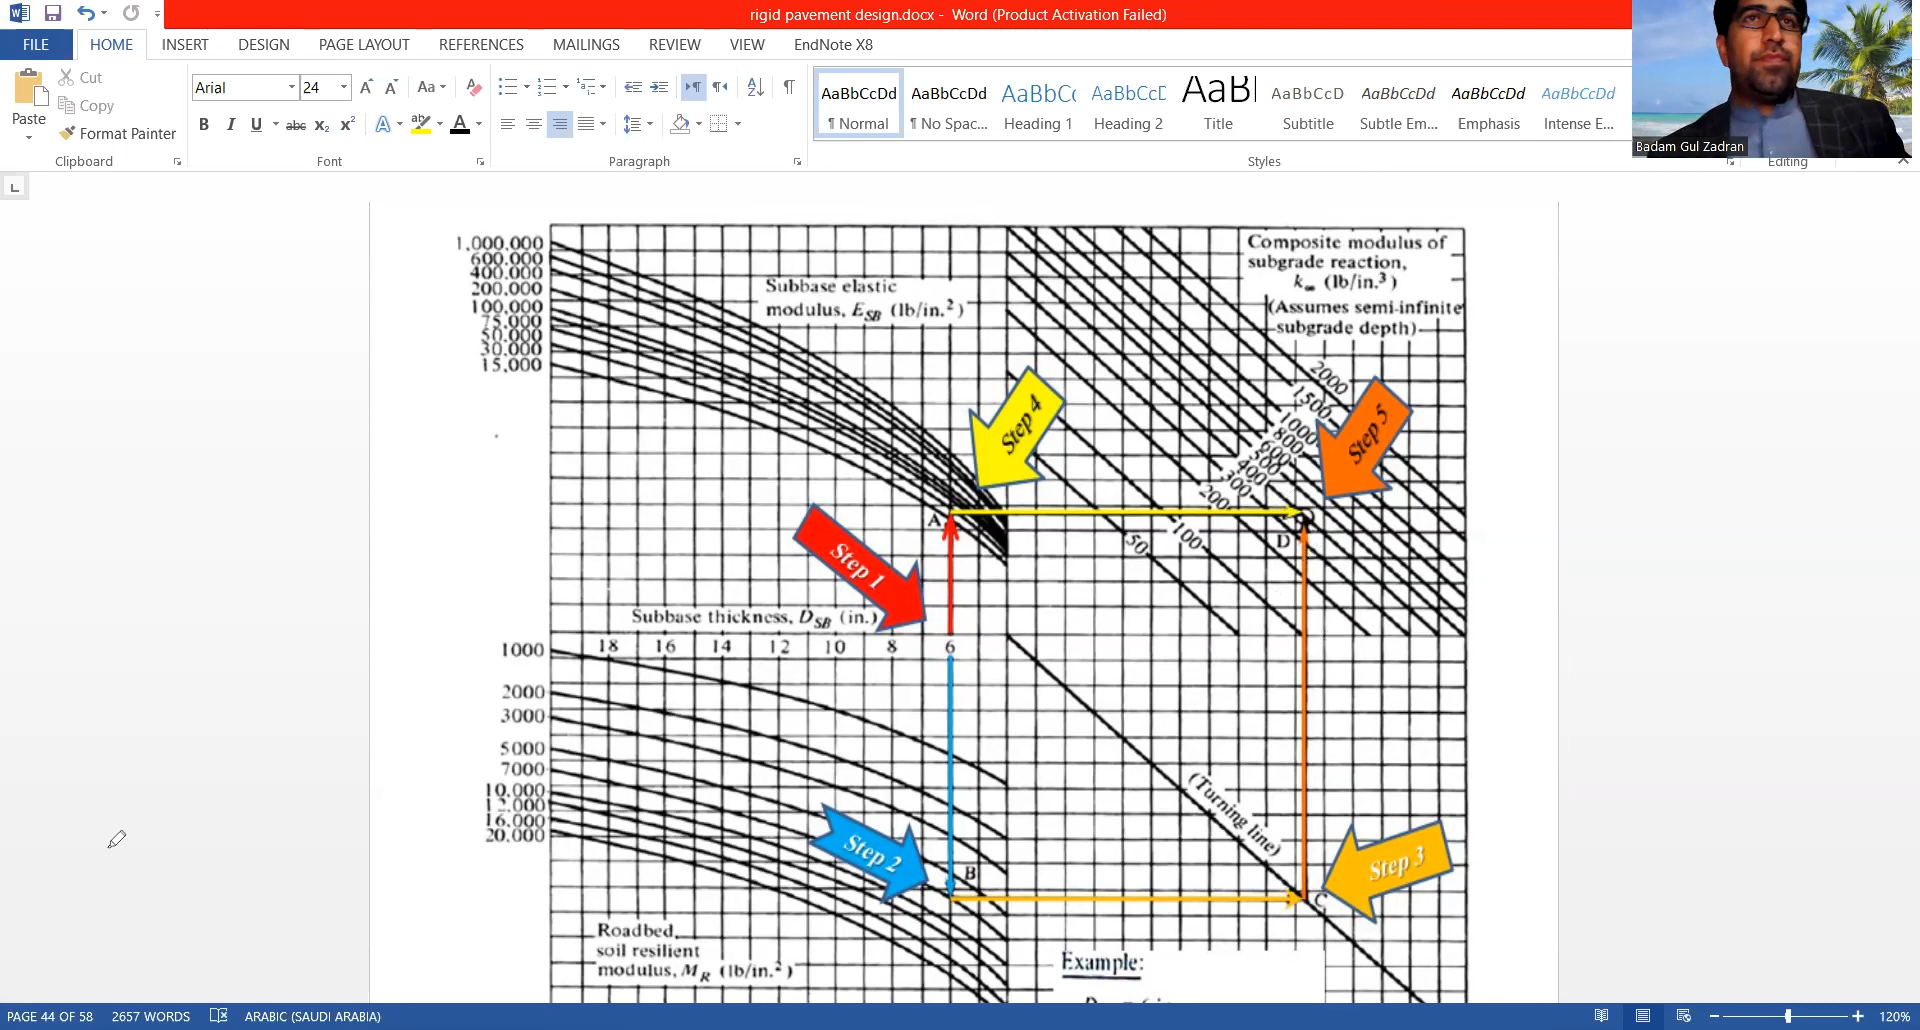 rigid pavement design.docx - Word (Product Activation Failed)
FILE HOME INSERT DESIGN PAGE LAYOUT REFERENCES MAILINGS REVIEW VIEW EndNote X8
Paste
Cut
Copy
Format Painter
Clipboard
Arial 24
Font
Paragraph
AaBbCcDd AaBbCcDd AaBbCc AaBbCcD AaB AaBbCcD AaBbCcDd AaBbCcDd AaBbCcDd
¶ Normal ¶ No Spac... Heading 1 Heading 2 Title Subtitle Subtle Em... Emphasis Intense E...
Styles
Editing
Badam Gul Zadran
1,000,000
600,000
400,000
200,000
100,000
75,000
50,000
30,000
15,000
Subbase elastic
modulus, E_SB (lb/in.²)
Composite modulus of
subgrade reaction,
k∞ (lb/in.³)
(Assumes semi-infinite
subgrade depth)
2000
1500
1000
800
600
500
400
300
200
100
50
Step 4
Step 5
A
D
Step 1
Subbase thickness, D_SB (in.)
18 16 14 12 10 8 6
1000
2000
3000
5000
7000
10,000
12,000
16,000
20,000
(Turning line)
Step 2
B
Step 3
C
Roadbed
soil resilient
modulus, M_R (lb/in.²)
Example:
PAGE 44 OF 58 2657 WORDS ARABIC (SAUDI ARABIA) 120%